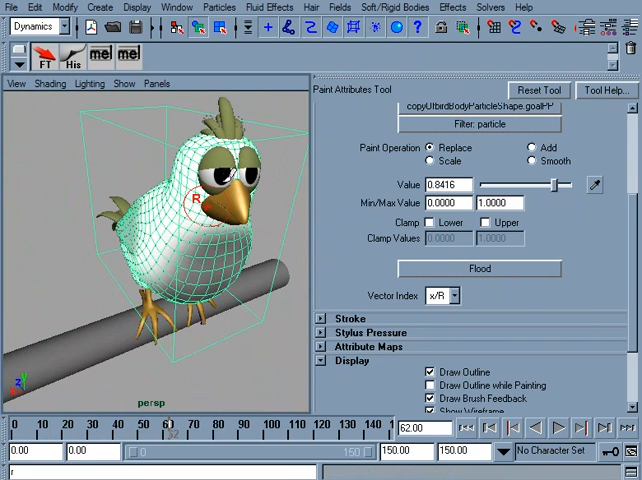 File Edit Modify Create Display Window Particles Fluid Effects Hair Fields Soft/Rigid Bodies Effects Solvers Help
Dynamics
FT His mel mel
View Shading Lighting Show Panels
Paint Attributes Tool Reset Tool Tool Help...
copyOfbirdBodyParticleShape.goalPP
Filter: particle
Paint Operation Replace Add
Scale Smooth
Value 0.8416
Min/Max Value 0.0000 1.0000
Clamp Lower Upper
Clamp Values 0.0000 1.0000
Flood
Vector Index x/R
Stroke
Stylus Pressure
Attribute Maps
Display
Draw Outline
Draw Outline while Painting
Draw Brush Feedback
Show Wireframe
R
persp
0 10 20 30 40 50 60 70 80 90 100 110 120 130 140 1
62
62.00
0.00 0.00 0 150 150.00 150.00 No Character Set
r